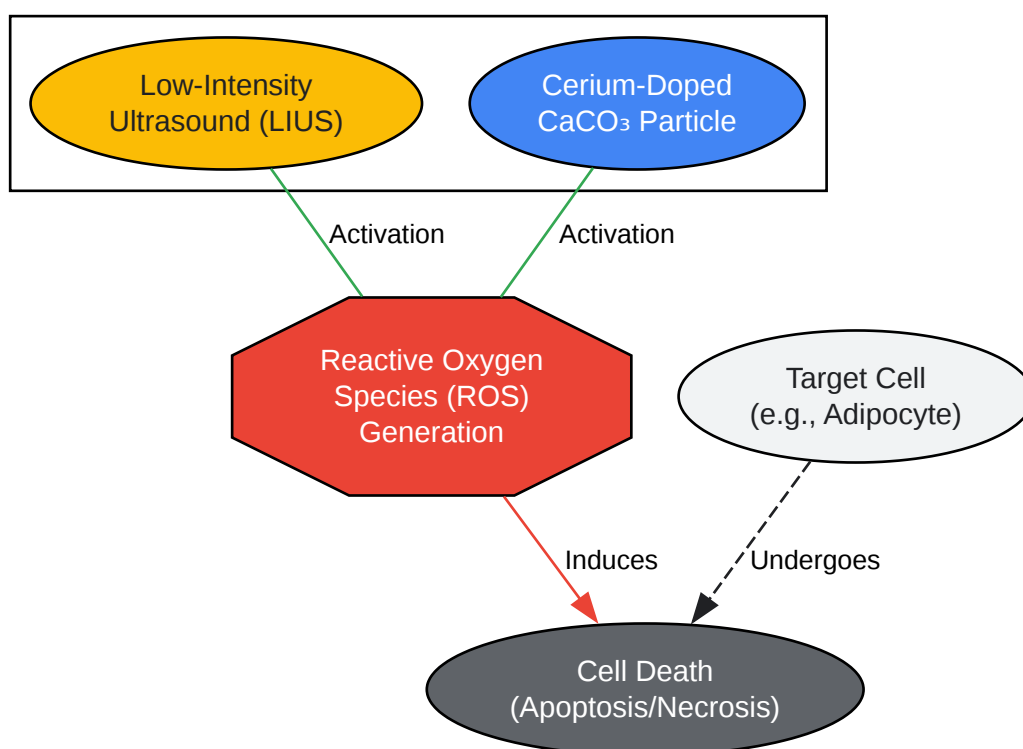 Low-Intensity
Ultrasound (LIUS)
Cerium-Doped
CaCO₃ Particle
Activation
Activation
Reactive Oxygen
Species (ROS)
Generation
Target Cell
(e.g., Adipocyte)
Induces
Undergoes
Cell Death
(Apoptosis/Necrosis)